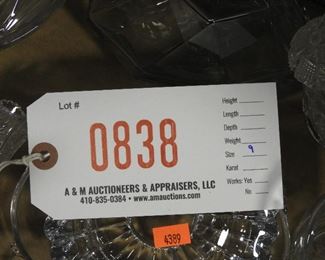 Lot #
0838
Height
Length
Depth
Weight
Size 9
Karat
Works: Yes
No
A & M AUCTIONEERS & APPRAISERS, LLC
410-835-0384 • www.amauctions.com
4389